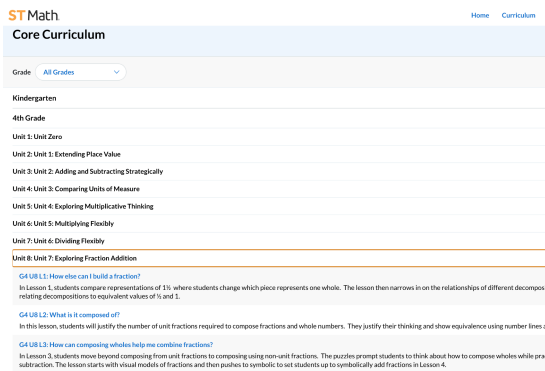 ST Math.
Home Curriculum
Core Curriculum
Grade All Grades
Kindergarten
4th Grade
Unit 1: Unit Zero
Unit 2: Unit 1: Extending Place Value
Unit 3: Unit 2: Adding and Subtracting Strategically
Unit 4: Unit 3: Comparing Units of Measure
Unit 5: Unit 4: Exploring Multiplicative Thinking
Unit 6: Unit 5: Multiplying Flexibly
Unit 7: Unit 6: Dividing Flexibly
Unit 8: Unit 7: Exploring Fraction Addition
G4 U8 L1: How else can I build a fraction?
In Lesson 1, students compare representations of 1½ where students change which piece represents one whole. The lesson then narrows in on the relationships of different decompos
relating decompositions to equivalent values of ½ and 1.
G4 U8 L2: What is it composed of?
In this lesson, students will justify the number of unit fractions required to compose fractions and whole numbers. They justify their thinking and show equivalence using number lines a
G4 U8 L3: How can composing wholes help me combine fractions?
In Lesson 3, students move beyond composing from unit fractions to composing using non-unit fractions. The puzzles prompt students to think about how to compose wholes while pra
subtraction. The lesson starts with visual models of fractions and then pushes to symbolic to set students up to symbolically add fractions in Lesson 4.